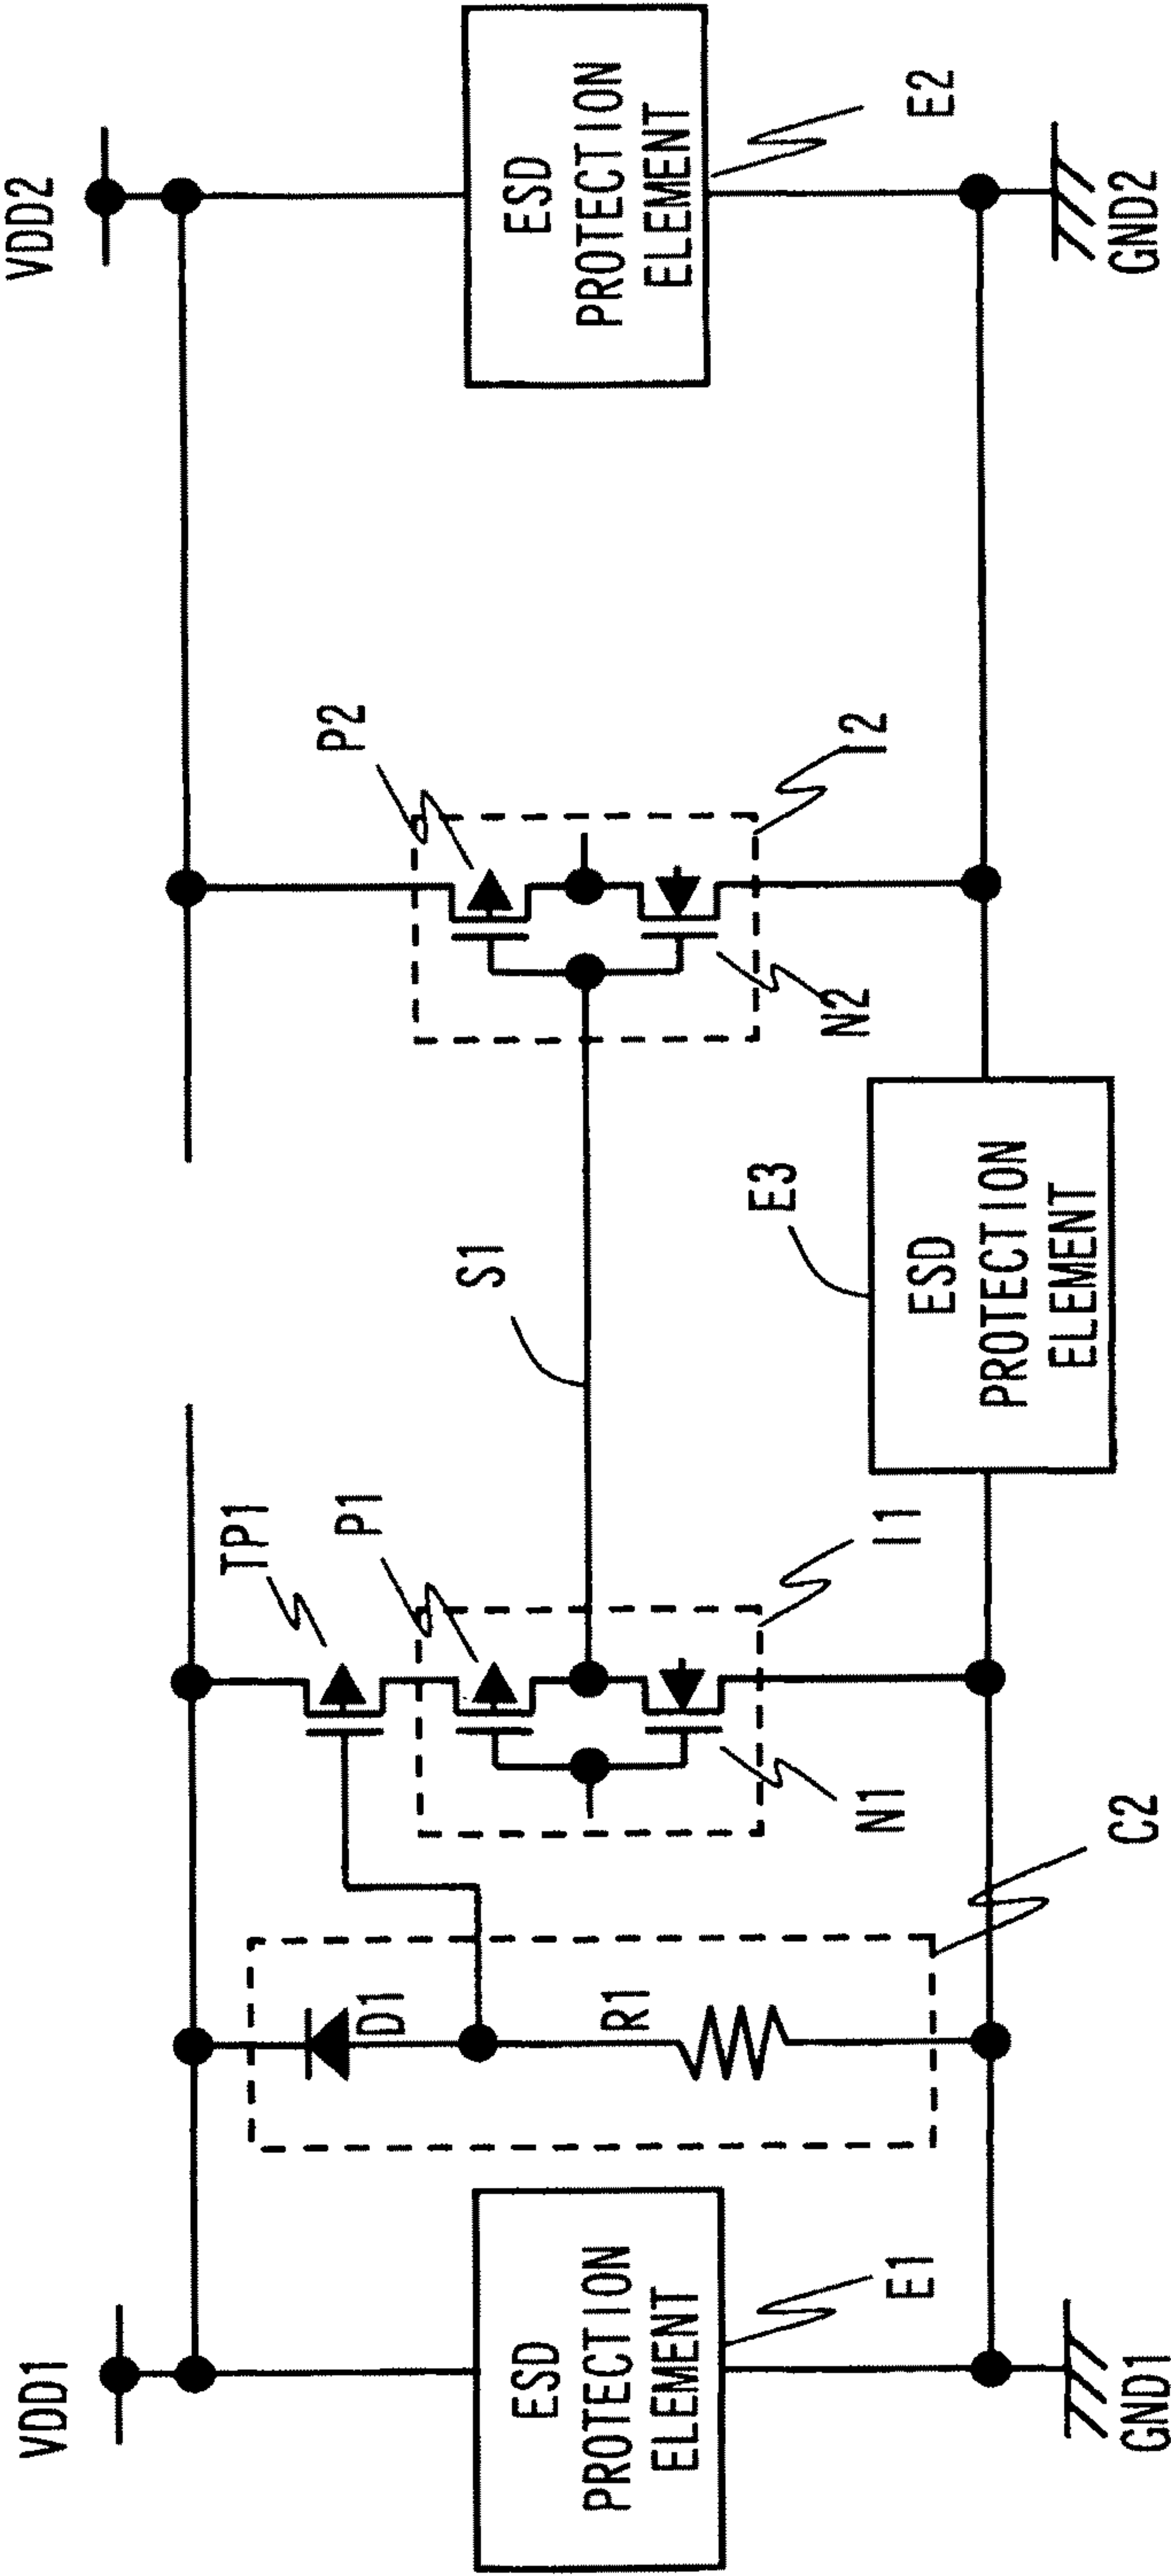 VDD1
VDD2
TP1
P1
P2
S1
D1
R1
ESD
PROTECTION
ELEMENT
E1
N1
I1
C2
E3
ESD
PROTECTION
ELEMENT
N2
I2
ESD
PROTECTION
ELEMENT
E2
GND1
GND2